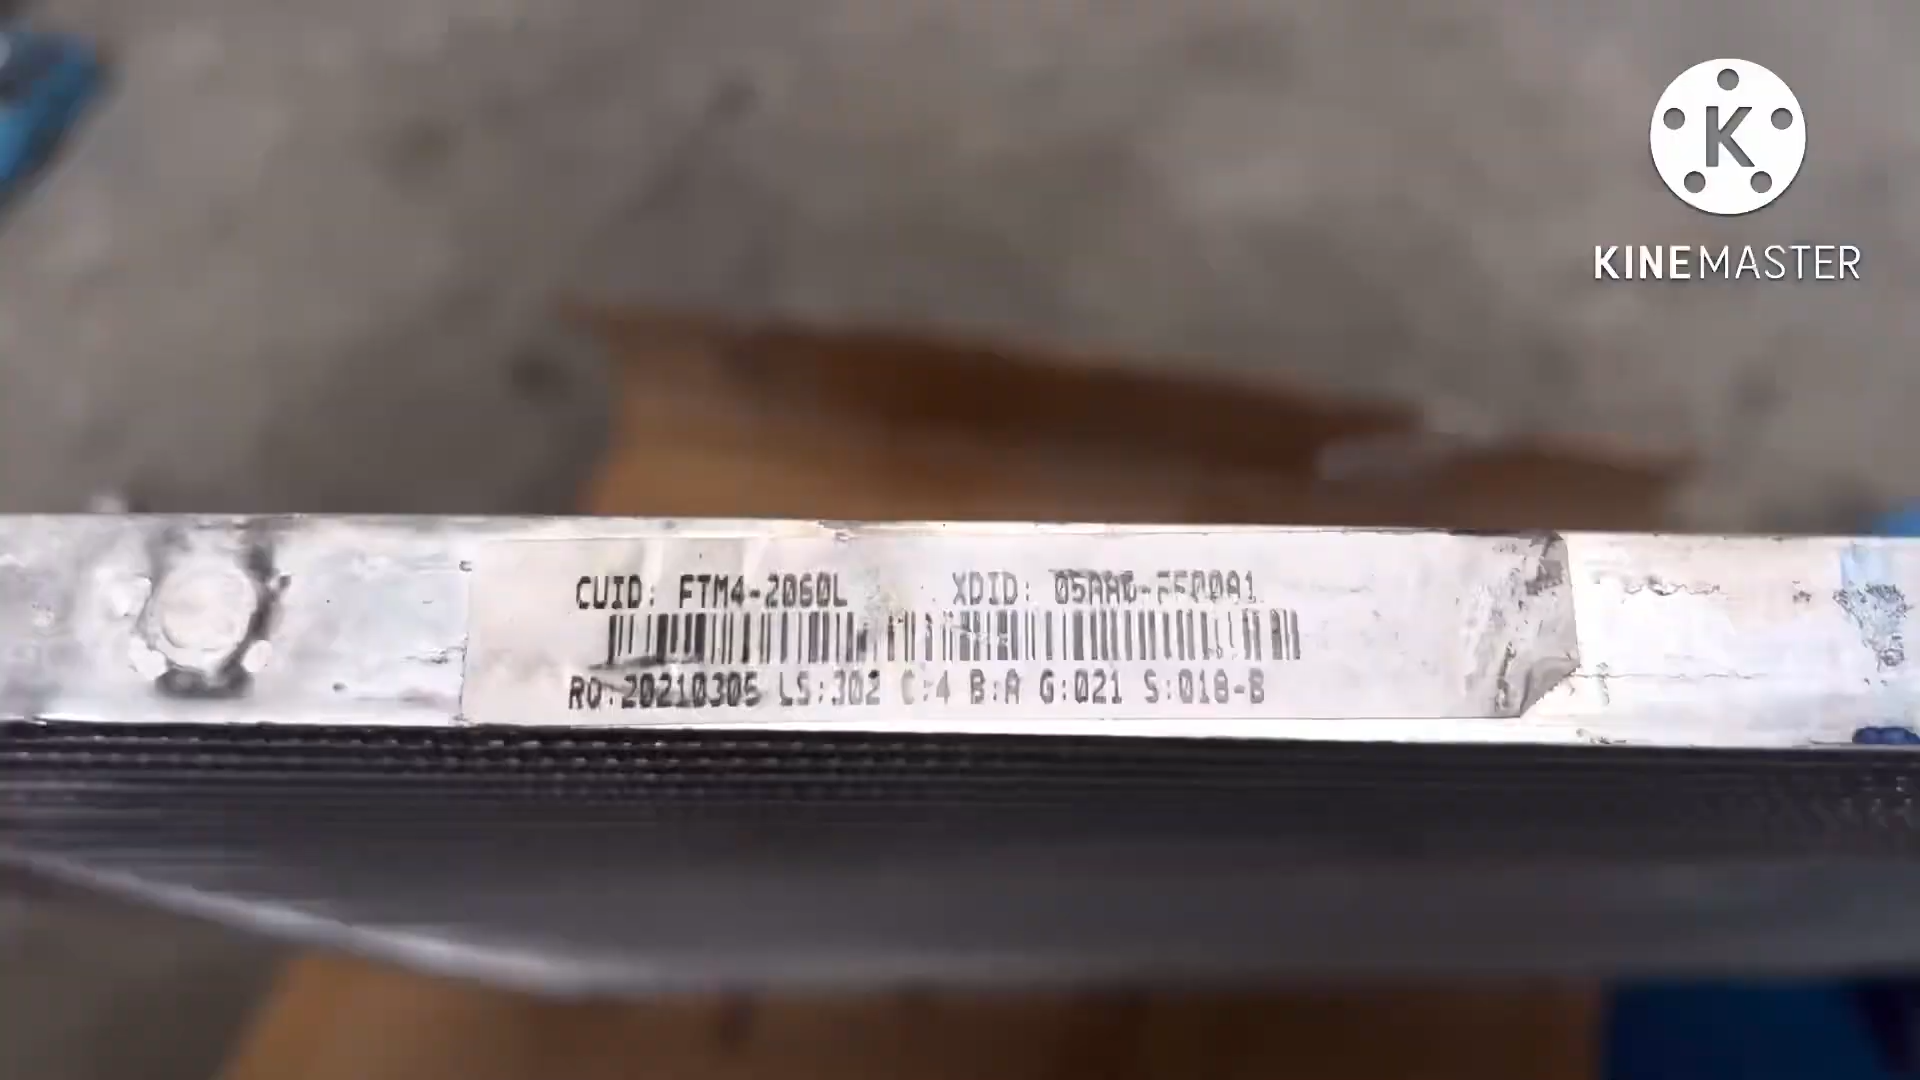 K
KINEMASTER
CUID: FTM4-2060L XDID:
RO:20210305 LS:302 C:4 B:A G:021 S:018-B